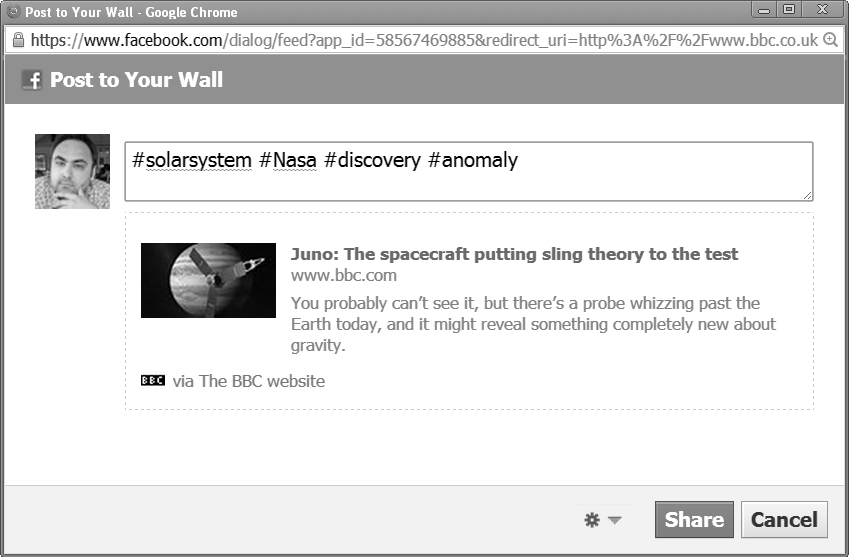 Post to Your Wall - Google Chrome
https://www.facebook.com/dialog/feed?app_id=58567469885&redirect_uri=http%3A%2F%2Fwww.bbc.co.uk
f Post to Your Wall
#solarsystem #Nasa #discovery #anomaly
Juno: The spacecraft putting sling theory to the test
www.bbc.com
You probably can’t see it, but there’s a probe whizzing past the
Earth today, and it might reveal something completely new about
gravity.
BBC via The BBC website
Share Cancel